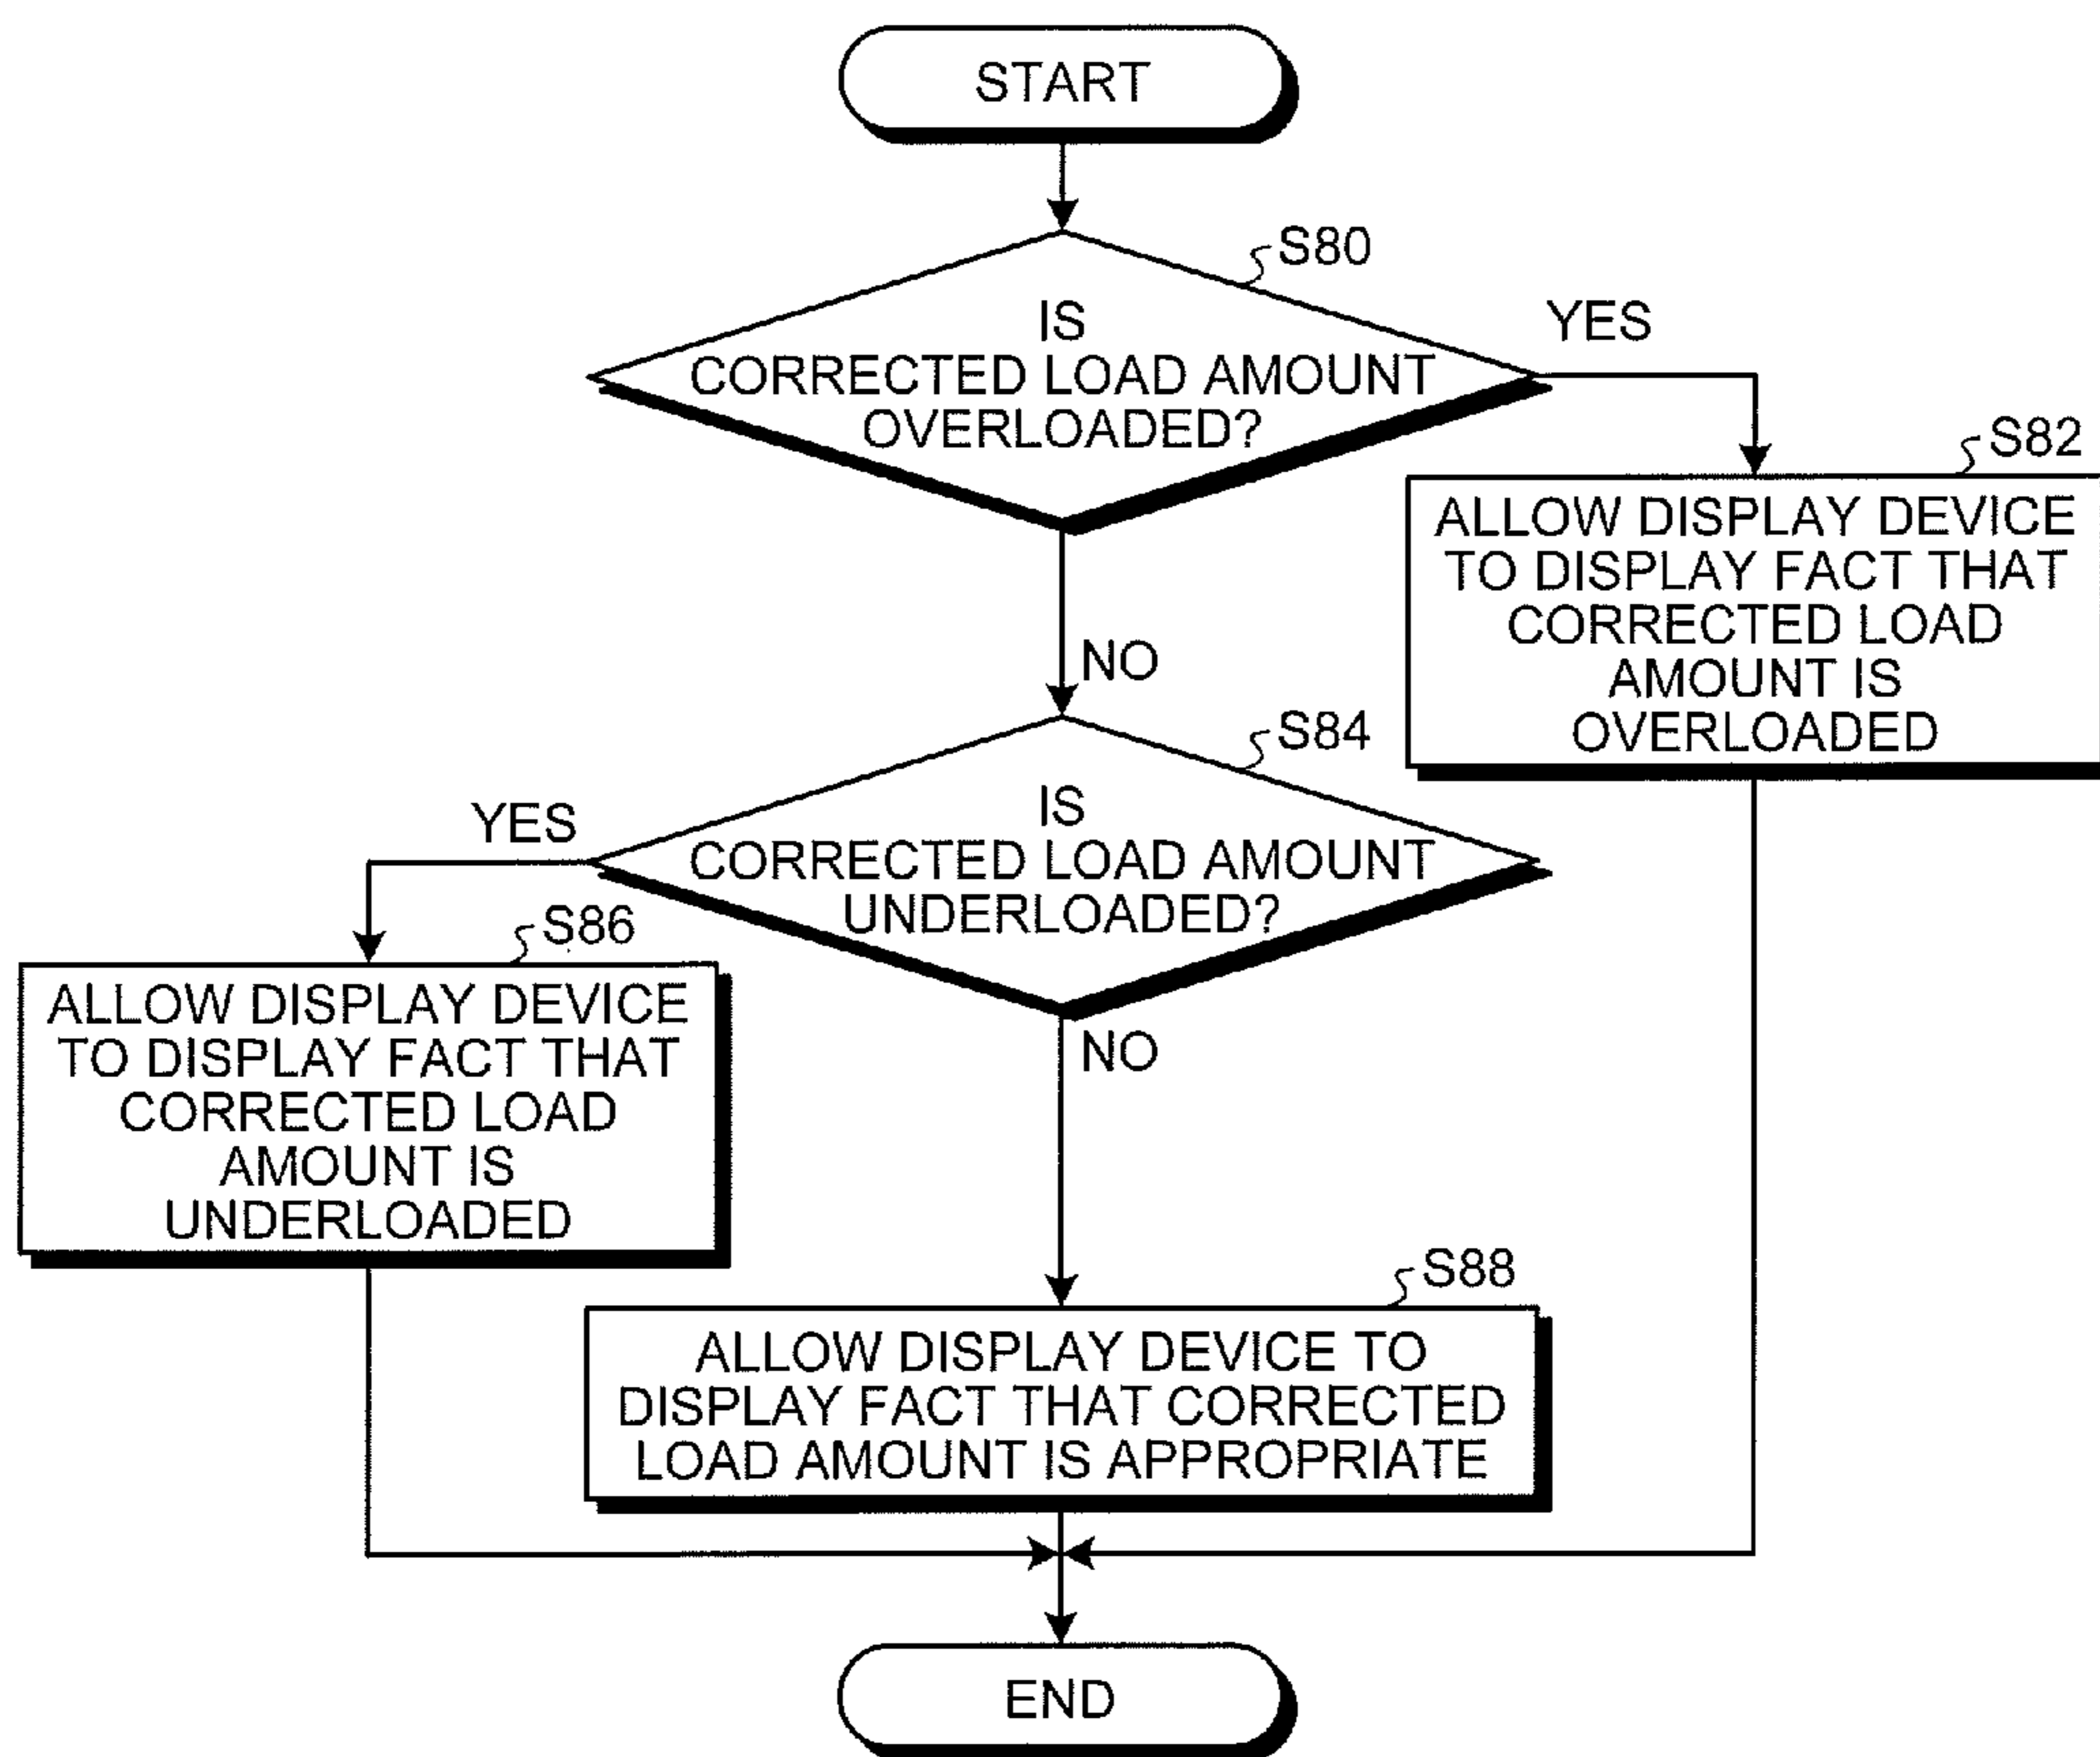 START
S80
IS
CORRECTED LOAD AMOUNT
OVERLOADED?
YES
S82
ALLOW DISPLAY DEVICE
TO DISPLAY FACT THAT
CORRECTED LOAD
AMOUNT IS
OVERLOADED
NO
S84
IS
CORRECTED LOAD AMOUNT
UNDERLOADED?
YES
S86
ALLOW DISPLAY DEVICE
TO DISPLAY FACT THAT
CORRECTED LOAD
AMOUNT IS
UNDERLOADED
NO
S88
ALLOW DISPLAY DEVICE TO
DISPLAY FACT THAT CORRECTED
LOAD AMOUNT IS APPROPRIATE
END